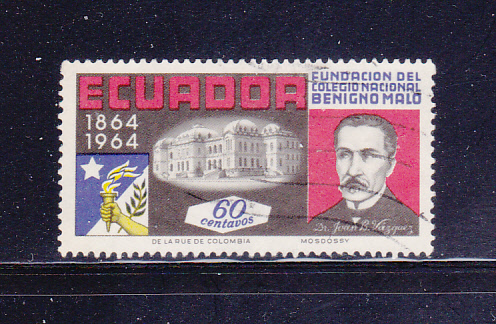 ECUADOR
FUNDACION DEL
COLEGIO NACIONAL
BENIGNO MALO
1864
1964
60
centavos
Dr. Juan B. Vázquez
DE LA RUE DE COLOMBIA
MOSDÓSSY